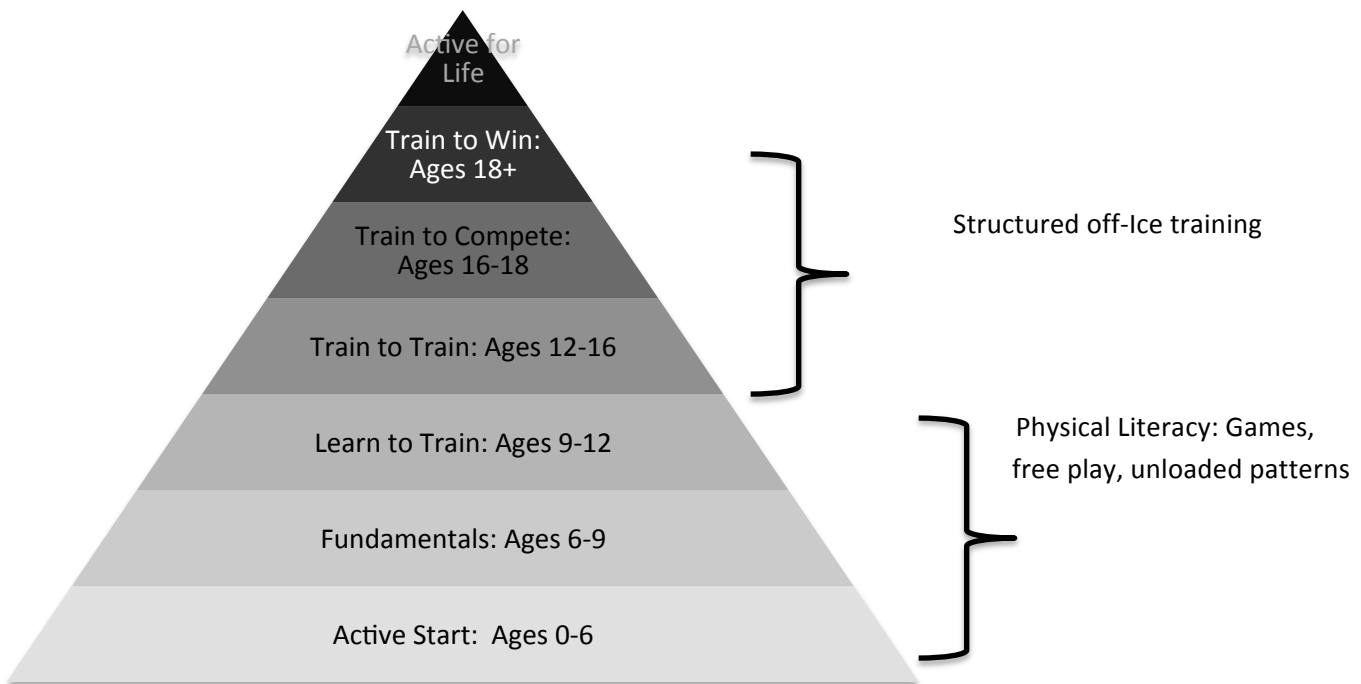 Active for
Life
Train to Win:
Ages 18+
Train to Compete:
Ages 16-18
Train to Train: Ages 12-16
Learn to Train: Ages 9-12
Fundamentals: Ages 6-9
Active Start:  Ages 0-6
Structured off-Ice training
Physical Literacy: Games,
free play, unloaded patterns